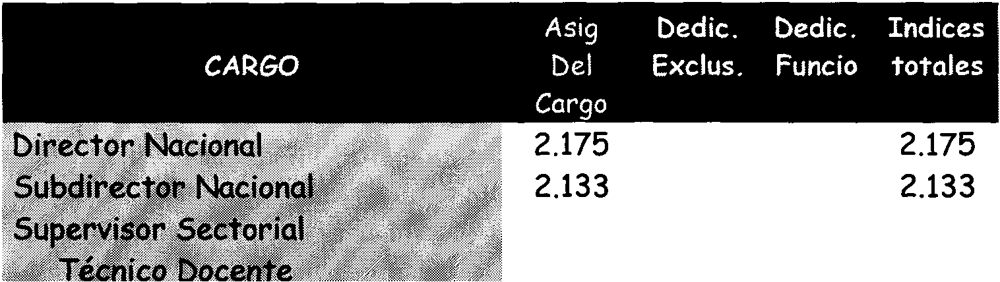 CARGO Asig Del Cargo Dedic. Exclus. Dedic. Funcio Indices totales
Director Nacional 2.175 2.175
Subdirector Nacional 2.133 2.133
Supervisor Sectorial
Técnico Docente